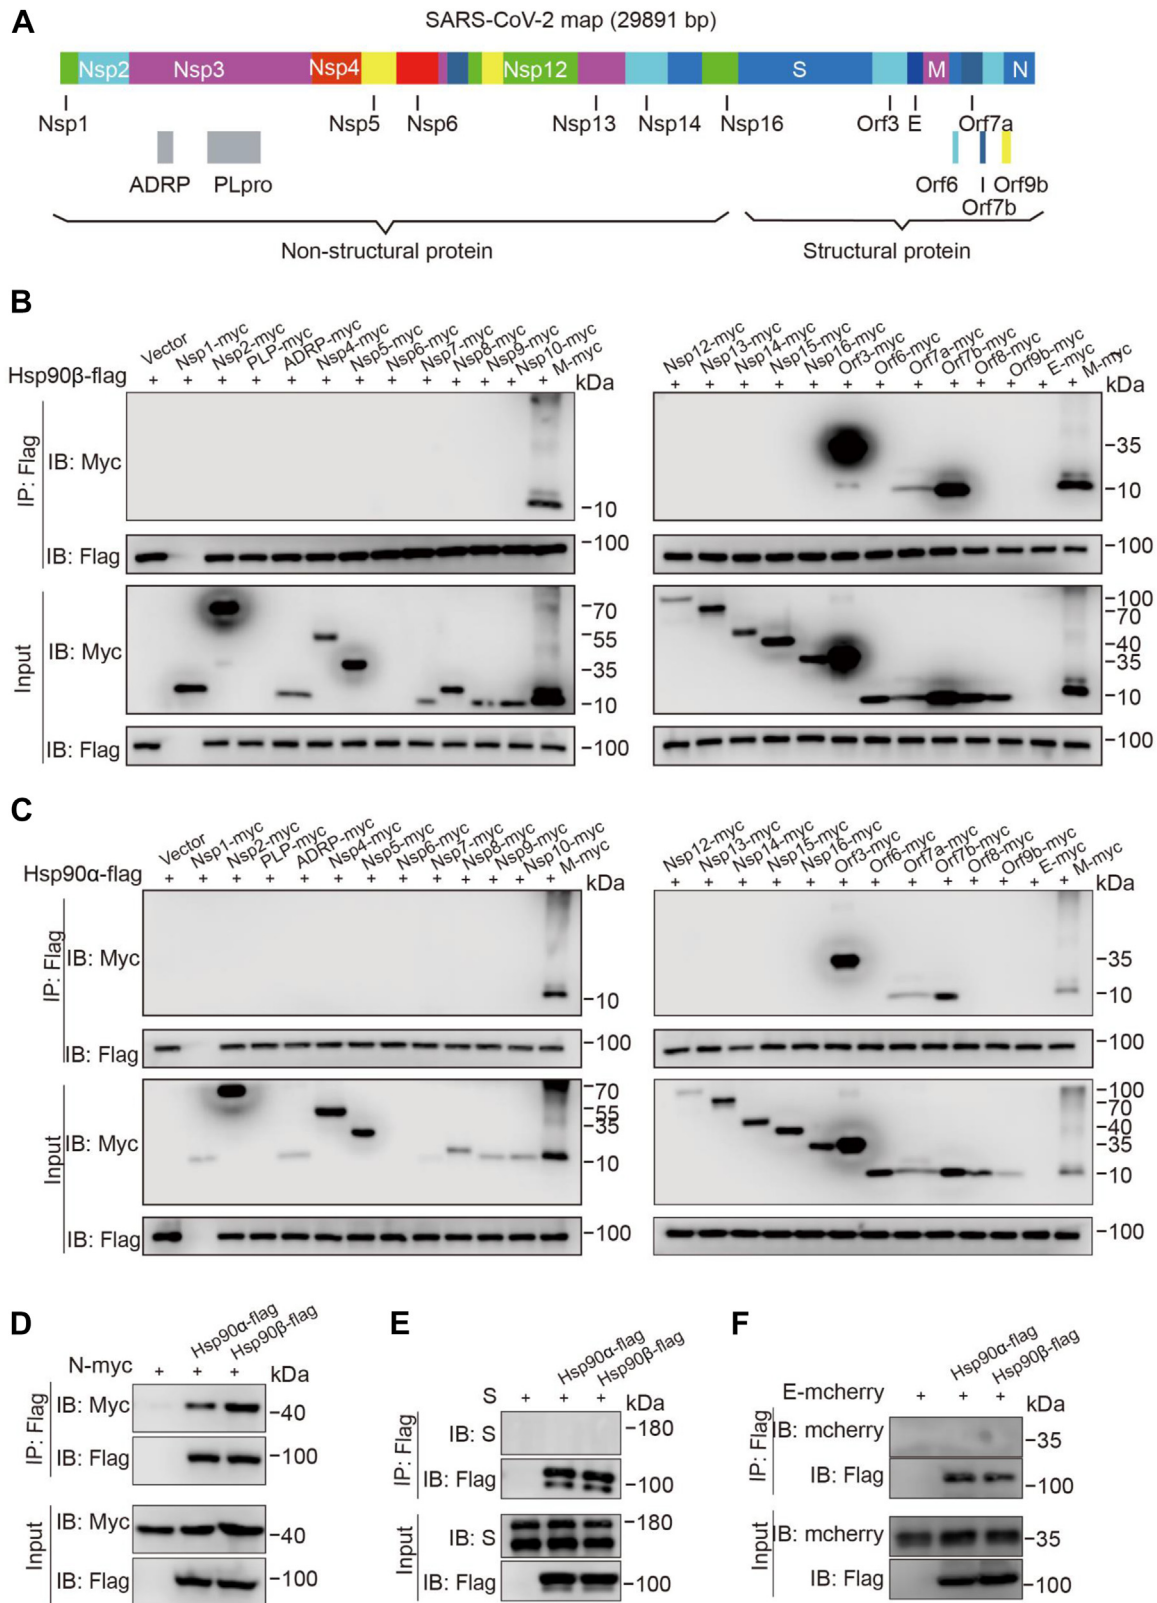 A
SARS-CoV-2 map (29891 bp)
Nsp2 Nsp3 Nsp4 Nsp12 S M N
Nsp1 Nsp5 Nsp6 Nsp13 Nsp14 Nsp16 Orf3 E Orf7a
ADRP PLpro Orf6 Orf9b
Orf7b
Non-structural protein Structural protein
B
Vector Nsp1-myc Nsp2-myc PLP-myc ADRP-myc Nsp4-myc Nsp5-myc Nsp6-myc Nsp7-myc Nsp8-myc Nsp9-myc Nsp10-myc M-myc
Nsp12-myc Nsp13-myc Nsp14-myc Nsp15-myc Nsp16-myc Orf3-myc Orf6-myc Orf7a-myc Orf7b-myc Orf8-myc Orf9b-myc E-myc M-myc
Hsp90β-flag + + + + + + + + + + + + + kDa + + + + + + + + + + + + + kDa
IP: Flag
IB: Myc
-10
-35
-10
IB: Flag
-100
-100
Input
IB: Myc
-70
-55
-35
-10
-100
-70
-40
-35
-10
IB: Flag
-100
-100
C
Vector Nsp1-myc Nsp2-myc PLP-myc ADRP-myc Nsp4-myc Nsp5-myc Nsp6-myc Nsp7-myc Nsp8-myc Nsp9-myc Nsp10-myc M-myc
Nsp12-myc Nsp13-myc Nsp14-myc Nsp15-myc Nsp16-myc Orf3-myc Orf6-myc Orf7a-myc Orf7b-myc Orf8-myc Orf9b-myc E-myc M-myc
Hsp90α-flag + + + + + + + + + + + + + kDa + + + + + + + + + + + + + kDa
IP: Flag
IB: Myc
-10
-35
-10
IB: Flag
-100
-100
Input
IB: Myc
-70
-55
-35
-10
-100
-70
-40
-35
-10
IB: Flag
-100
-100
D
Hsp90α-flag
Hsp90β-flag
N-myc + + + kDa
IP: Flag
IB: Myc -40
IB: Flag -100
Input
IB: Myc -40
IB: Flag -100
E
Hsp90α-flag
Hsp90β-flag
S + + + kDa
IP: Flag
IB: S -180
IB: Flag -100
Input
IB: S -180
IB: Flag -100
F
Hsp90α-flag
Hsp90β-flag
E-mcherry + + + kDa
IP: Flag
IB: mcherry -35
IB: Flag -100
Input
IB: mcherry -35
IB: Flag -100